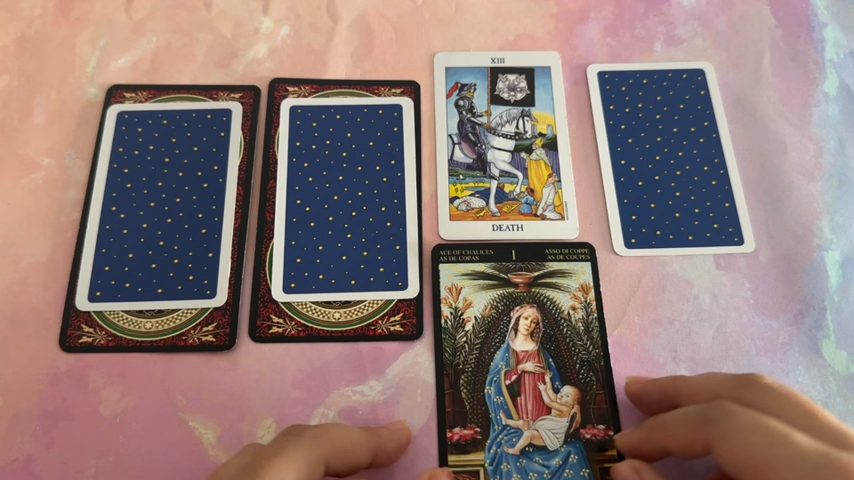 XIII
DEATH
ACE OF CHALICES I ASSO DI COPPE
AS DE COPAS AS DE COUPES